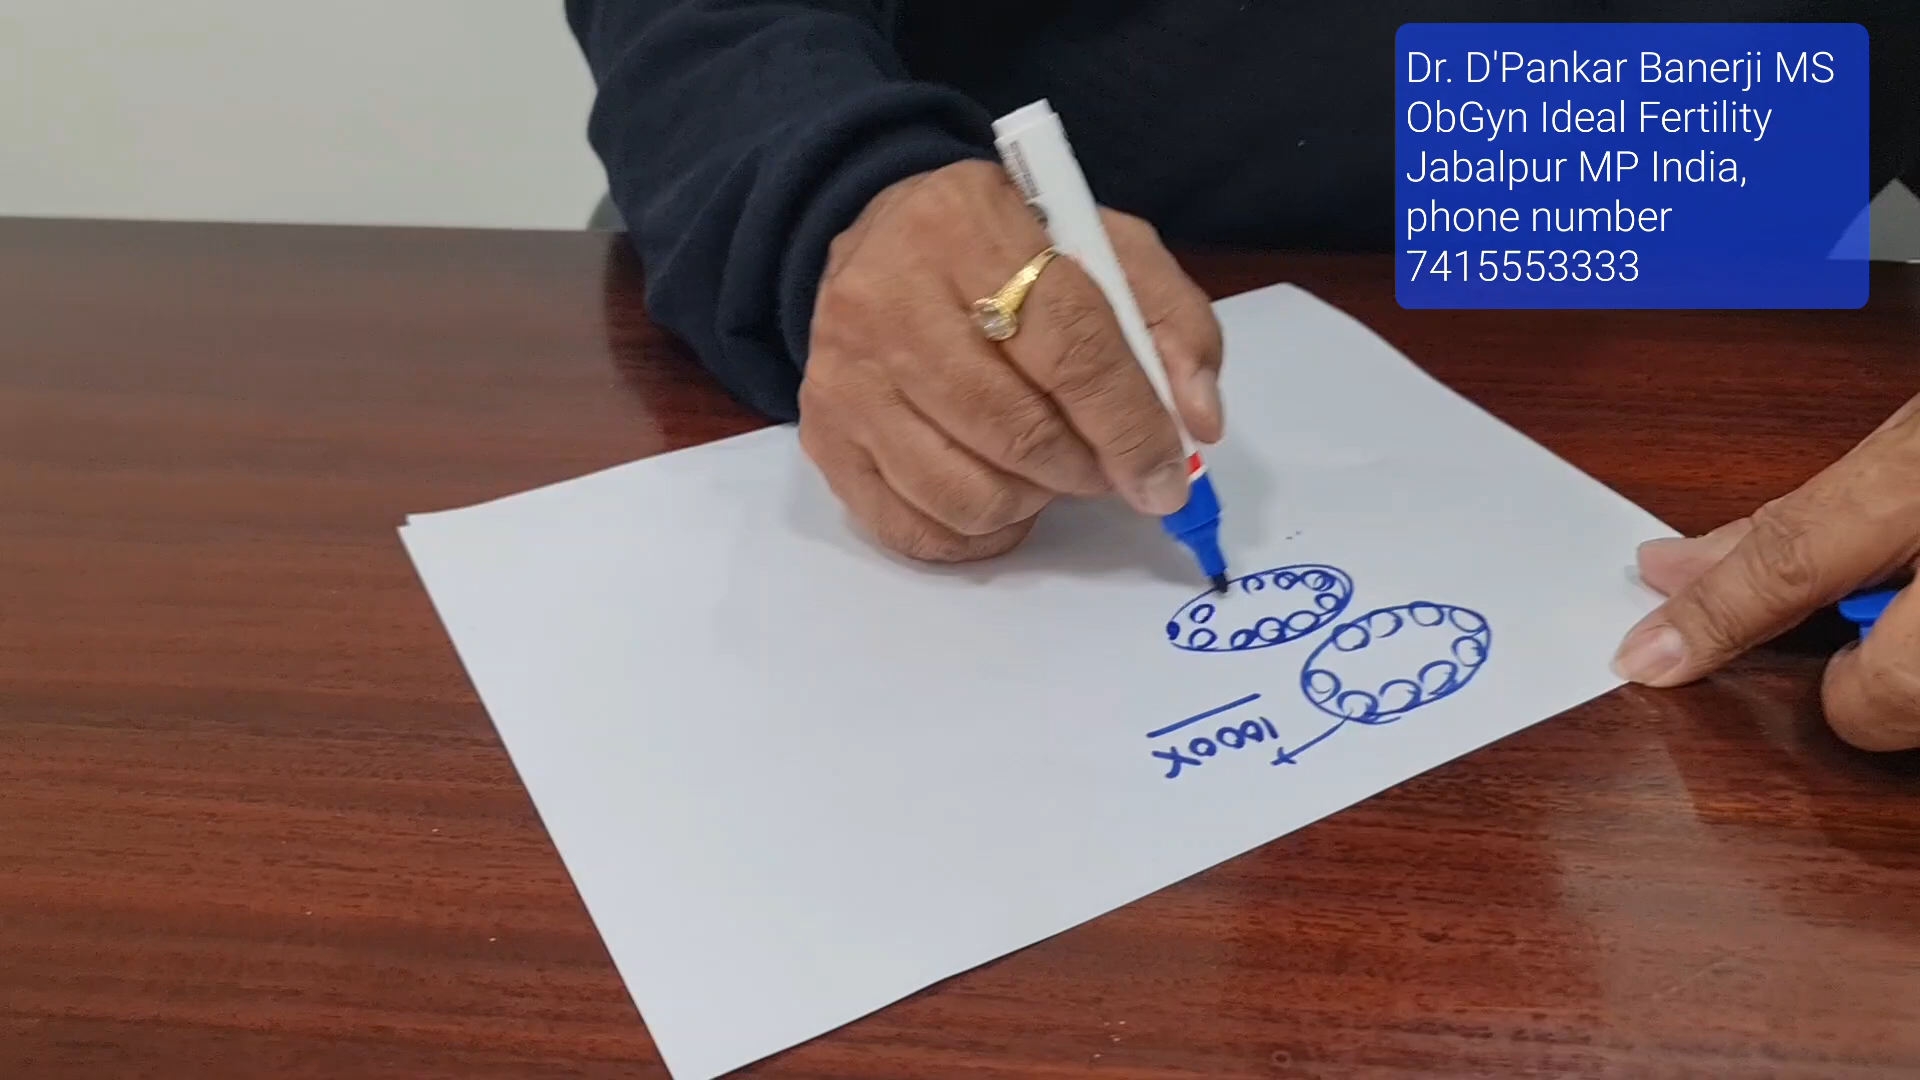 Dr. D'Pankar Banerji MS
ObGyn Ideal Fertility
Jabalpur MP India,
phone number
7415553333
1000X